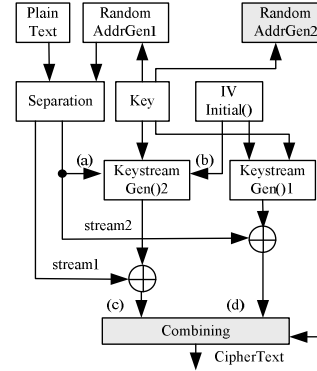 Plain
Text
Random
AddrGen1
Random
AddrGen2
Separation
Key
IV
Initial()
(a)
(b)
Keystream
Gen()2
Keystream
Gen()1
stream2
stream1
(c)
(d)
Combining
CipherText